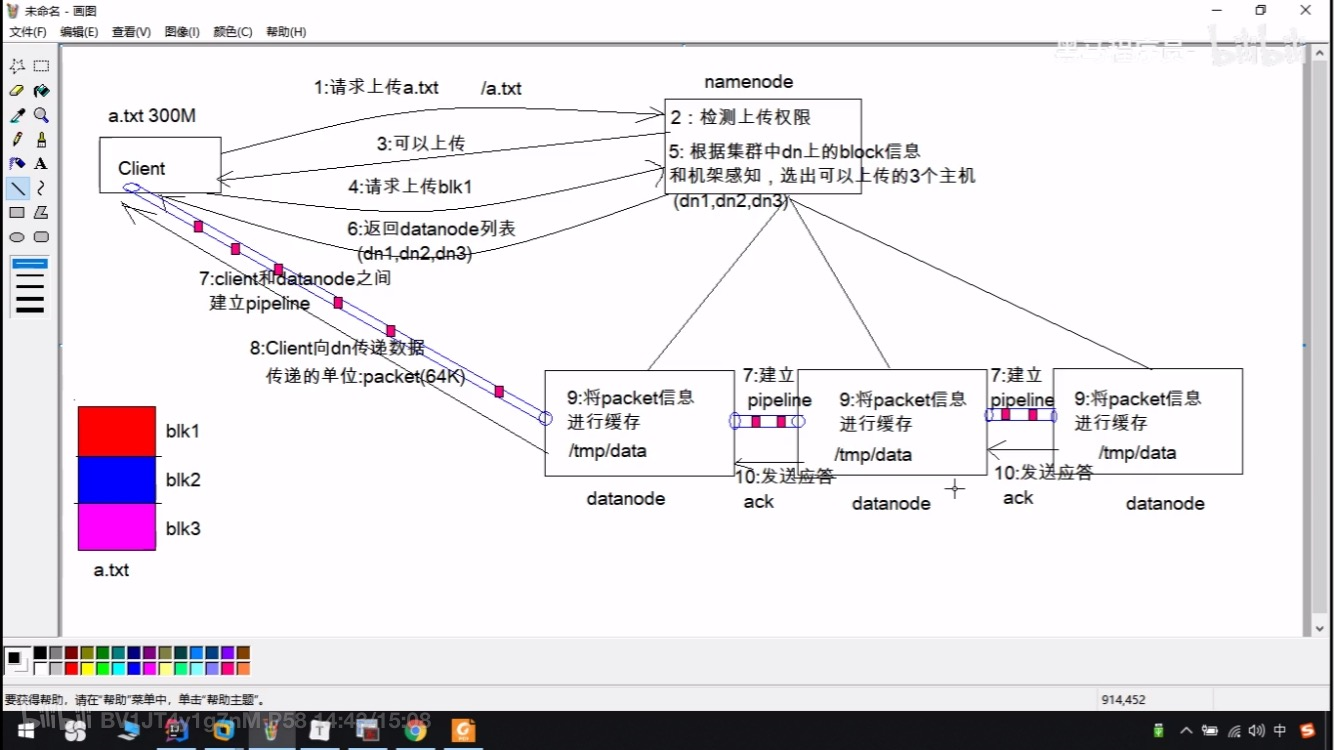 未命名 - 画图
文件(F) 编辑(E) 查看(V) 图像(I) 颜色(C) 帮助(H)
bilibili
1:请求上传a.txt /a.txt
namenode
a.txt 300M
2：检测上传权限
3:可以上传
Client
5: 根据集群中dn上的block信息
和机架感知，选出可以上传的3个主机
(dn1,dn2,dn3)
4:请求上传blk1
6:返回datanode列表
(dn1,dn2,dn3)
7:client和datanode之间
建立pipeline
8:Client向dn传递数据
传递的单位:packet(64K)
9:将packet信息
进行缓存
/tmp/data
datanode
7:建立
pipeline
10:发送应答
ack
9:将packet信息
进行缓存
/tmp/data
datanode
7:建立
pipeline
10:发送应答
ack
9:将packet信息
进行缓存
/tmp/data
datanode
blk1
blk2
blk3
a.txt
要获得帮助，请在“帮助”菜单中，单击“帮助主题”。
914,452
bilibili BV1JT4y1g7nM-P58 14:42/15:08
中